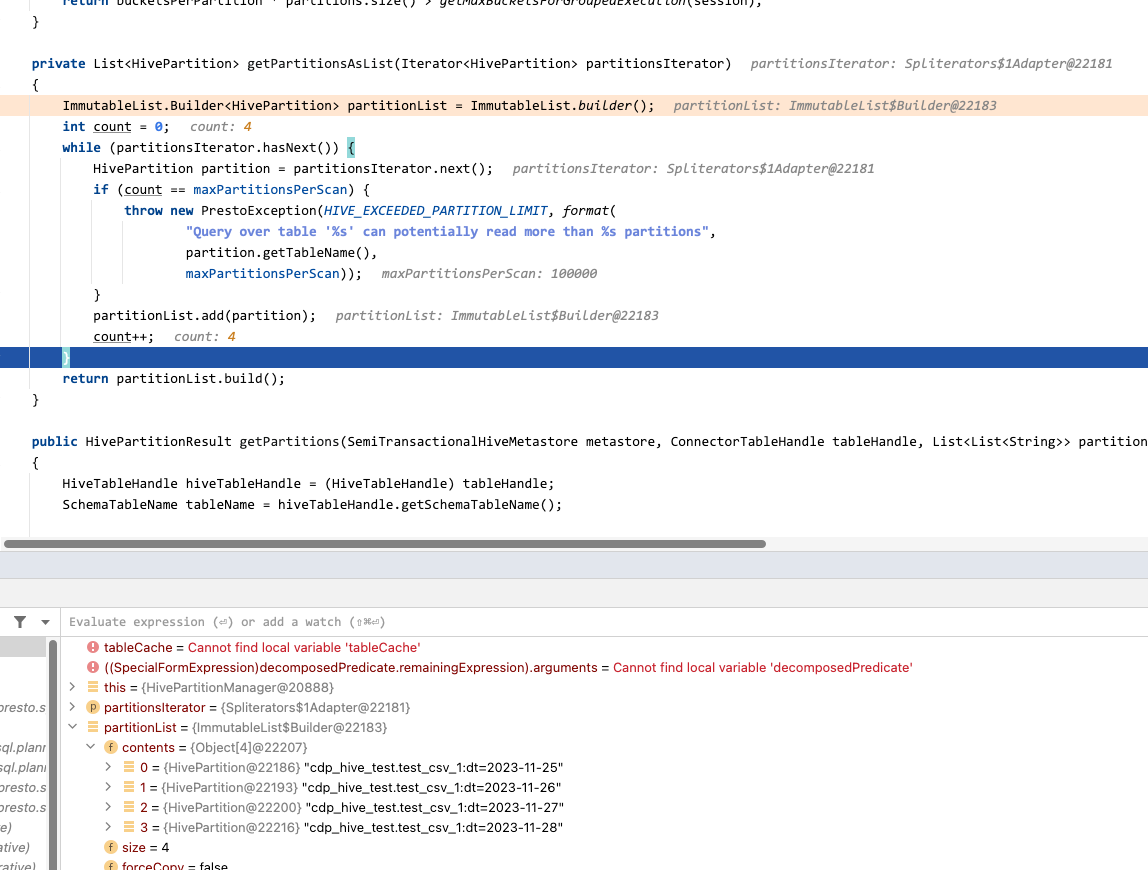 return bucketsPerPartition * partitions.size() > getMaxBucketsForGroupedExecution(session);
}
private List<HivePartition> getPartitionsAsList(Iterator<HivePartition> partitionsIterator)   partitionsIterator: Spliterators$1Adapter@22181
{
ImmutableList.Builder<HivePartition> partitionList = ImmutableList.builder();   partitionList: ImmutableList$Builder@22183
int count = 0;   count: 4
while (partitionsIterator.hasNext()) {
HivePartition partition = partitionsIterator.next();   partitionsIterator: Spliterators$1Adapter@22181
if (count == maxPartitionsPerScan) {
throw new PrestoException(HIVE_EXCEEDED_PARTITION_LIMIT, format(
"Query over table '%s' can potentially read more than %s partitions",
partition.getTableName(),
maxPartitionsPerScan));   maxPartitionsPerScan: 100000
}
partitionList.add(partition);   partitionList: ImmutableList$Builder@22183
count++;   count: 4
}
return partitionList.build();
}
public HivePartitionResult getPartitions(SemiTransactionalHiveMetastore metastore, ConnectorTableHandle tableHandle, List<List<String>> partition
{
HiveTableHandle hiveTableHandle = (HiveTableHandle) tableHandle;
SchemaTableName tableName = hiveTableHandle.getSchemaTableName();
Evaluate expression (⏎) or add a watch (⇧⌘⏎)
tableCache = Cannot find local variable 'tableCache'
((SpecialFormExpression)decomposedPredicate.remainingExpression).arguments = Cannot find local variable 'decomposedPredicate'
this = {HivePartitionManager@20888}
presto.s
p partitionsIterator = {Spliterators$1Adapter@22181}
partitionList = {ImmutableList$Builder@22183}
sql.plann
f contents = {Object[4]@22207}
sql.plann
0 = {HivePartition@22186} "cdp_hive_test.test_csv_1:dt=2023-11-25"
presto.s
1 = {HivePartition@22193} "cdp_hive_test.test_csv_1:dt=2023-11-26"
presto.s
2 = {HivePartition@22200} "cdp_hive_test.test_csv_1:dt=2023-11-27"
e)
3 = {HivePartition@22216} "cdp_hive_test.test_csv_1:dt=2023-11-28"
ative)
f size = 4
rative)
f forceCopy = false